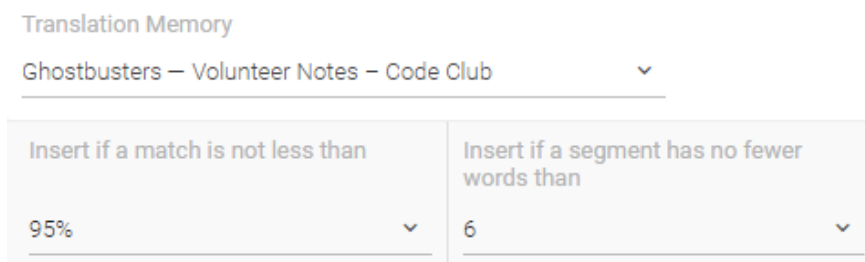 Translation Memory
Ghostbusters — Volunteer Notes – Code Club
Insert if a match is not less than
95%
Insert if a segment has no fewer
words than
6